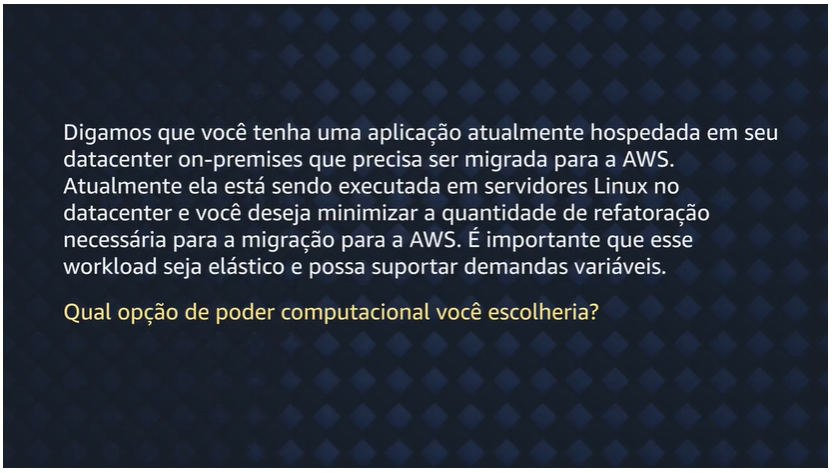 Digamos que você tenha uma aplicação atualmente hospedada em seu
datacenter on-premises que precisa ser migrada para a AWS.
Atualmente ela está sendo executada em servidores Linux no
datacenter e você deseja minimizar a quantidade de refatoração
necessária para a migração para a AWS. É importante que esse
workload seja elástico e possa suportar demandas variáveis.
Qual opção de poder computacional você escolheria?